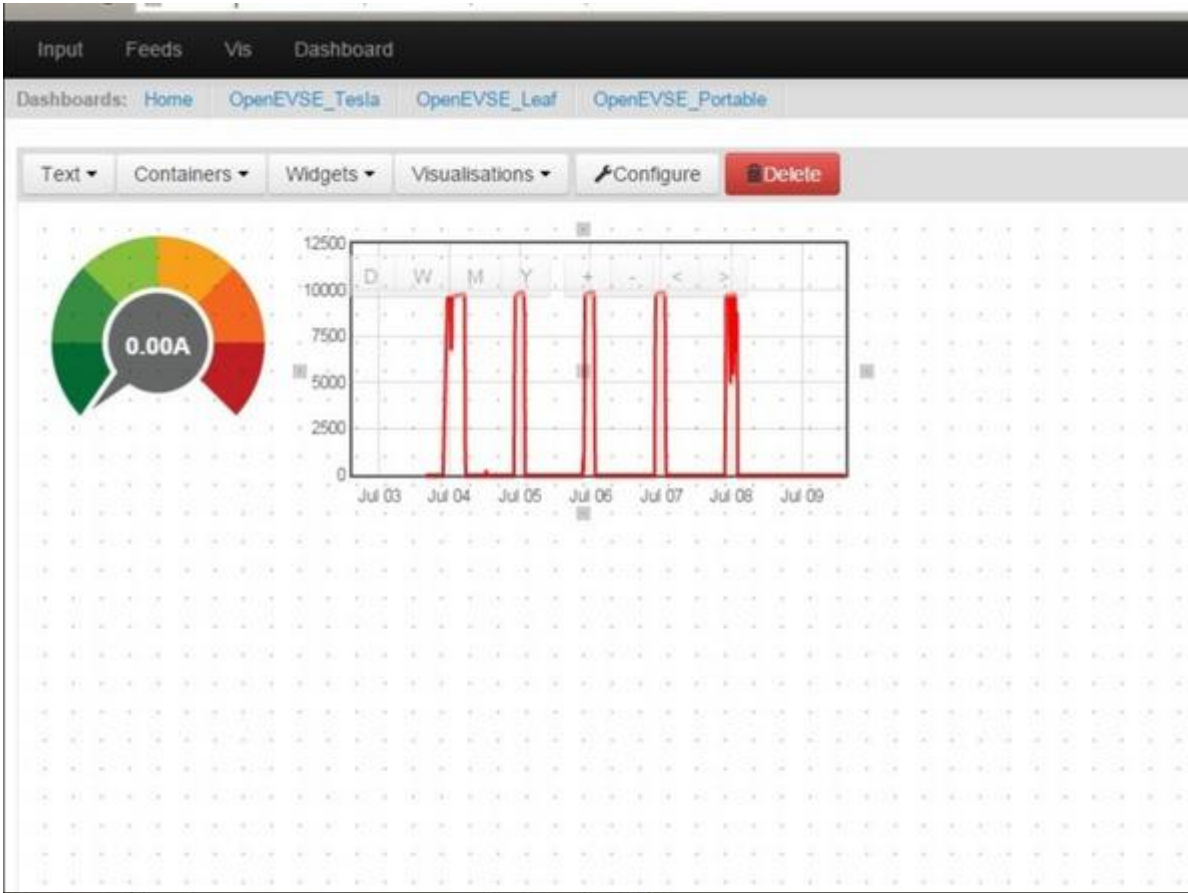 Input Feeds Vis Dashboard
Dashboards: Home OpenEVSE_Tesla OpenEVSE_Leaf OpenEVSE_Portable
Text Containers Widgets Visualisations Configure Delete
0.00A
12500
D W M Y + - < >
10000
7500
5000
2500
0
Jul 03 Jul 04 Jul 05 Jul 06 Jul 07 Jul 08 Jul 09